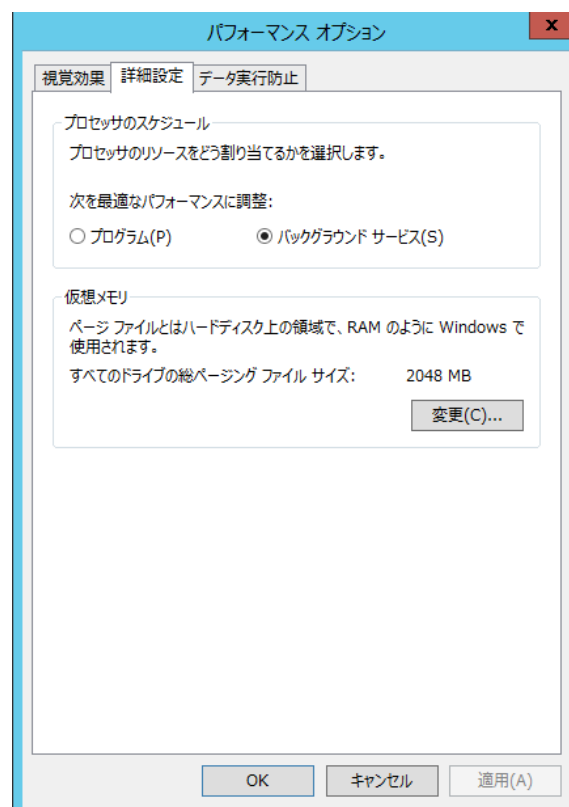 パフォーマンス オプション
x
視覚効果 詳細設定 データ実行防止
プロセッサのスケジュール
プロセッサのリソースをどう割り当てるかを選択します。
次を最適なパフォーマンスに調整:
プログラム(P) バックグラウンド サービス(S)
仮想メモリ
ページ ファイルとはハードディスク上の領域で、RAM のように Windows で
使用されます。
すべてのドライブの総ページング ファイル サイズ: 2048 MB
変更(C)...
OK キャンセル 適用(A)